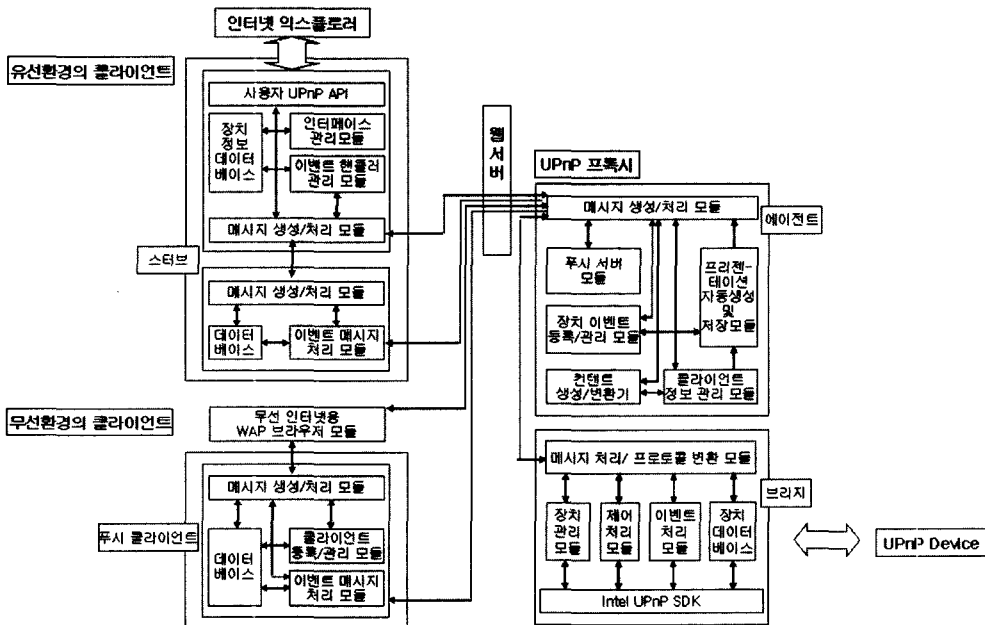 인터넷 익스플로러
유선환경의 클라이언트
사용자 UPnP API
장치
정보
데이터
베이스
인터페이스
관리모듈
이벤트 핸들러
관리 모듈
메시지 생성/처리 모듈
스터브
메시지 생성/처리 모듈
데이터
베이스
이벤트 메시지
처리 모듈
무선환경의 클라이언트
무선 인터넷용
WAP 브라우저 모듈
메시지 생성/처리 모듈
푸시 클라이언트
데이터
베이스
클라이언트
등록/관리 모듈
이벤트 메시지
처리 모듈
웹
서
버
UPnP 프록시
메시지 생성/처리 모듈
에이전트
푸시 서버
모듈
프리젠-
테이션
자동생성
및
저장모듈
장치 이벤트
등록/관리 모듈
컨텐트
생성/변환기
클라이언트
정보 관리 모듈
메시지 처리/ 프로토콜 변환 모듈
브리지
장치
관리
모듈
제어
처리
모듈
이벤트
처리
모듈
장치
데이터
베이스
Intel UPnP SDK
UPnP Device